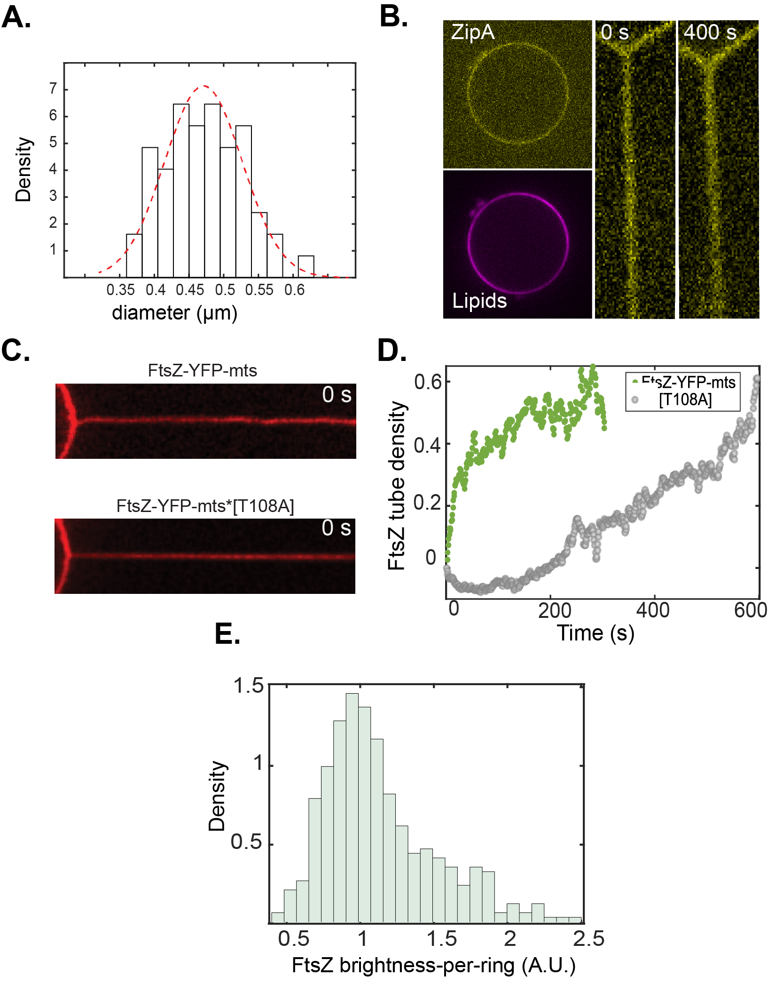 A.
Density
7
6
5
4
3
2
1
0.35 0.4 0.45 0.5 0.55 0.6
diameter (µm)
B.
ZipA
0 s
400 s
Lipids
C.
FtsZ-YFP-mts
0 s
FtsZ-YFP-mts*[T108A]
0 s
D.
FtsZ tube density
0.6
0.4
0.2
0
FtsZ-YFP-mts
[T108A]
0 200 400 600
Time (s)
E.
Density
1.5
1
0.5
0.5 1 1.5 2 2.5
FtsZ brightness-per-ring (A.U.)